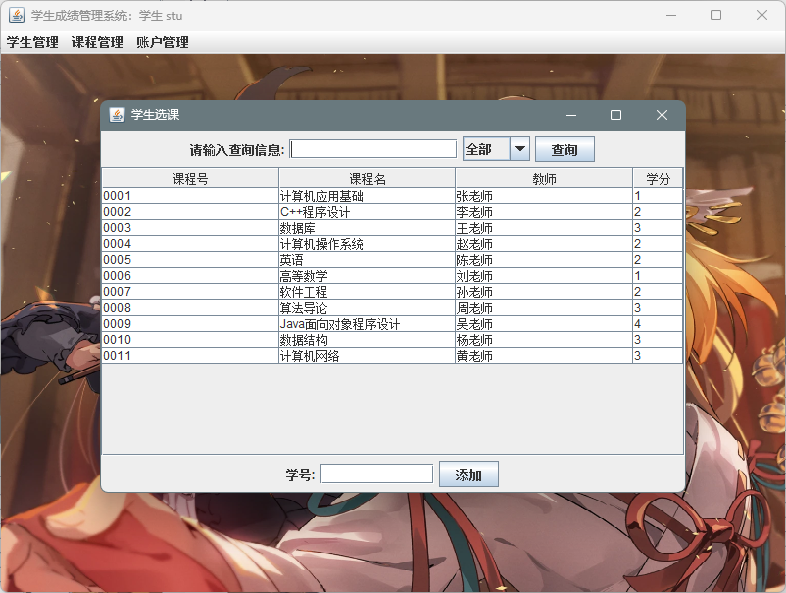 学生成绩管理系统：学生 stu
学生管理 课程管理 账户管理
学生选课
请输入查询信息: 全部 查询
课程号 课程名 教师 学分
0001 计算机应用基础 张老师 1
0002 C++程序设计 李老师 2
0003 数据库 王老师 3
0004 计算机操作系统 赵老师 2
0005 英语 陈老师 2
0006 高等数学 刘老师 1
0007 软件工程 孙老师 2
0008 算法导论 周老师 3
0009 Java面向对象程序设计 吴老师 4
0010 数据结构 杨老师 3
0011 计算机网络 黄老师 3
学号: 添加